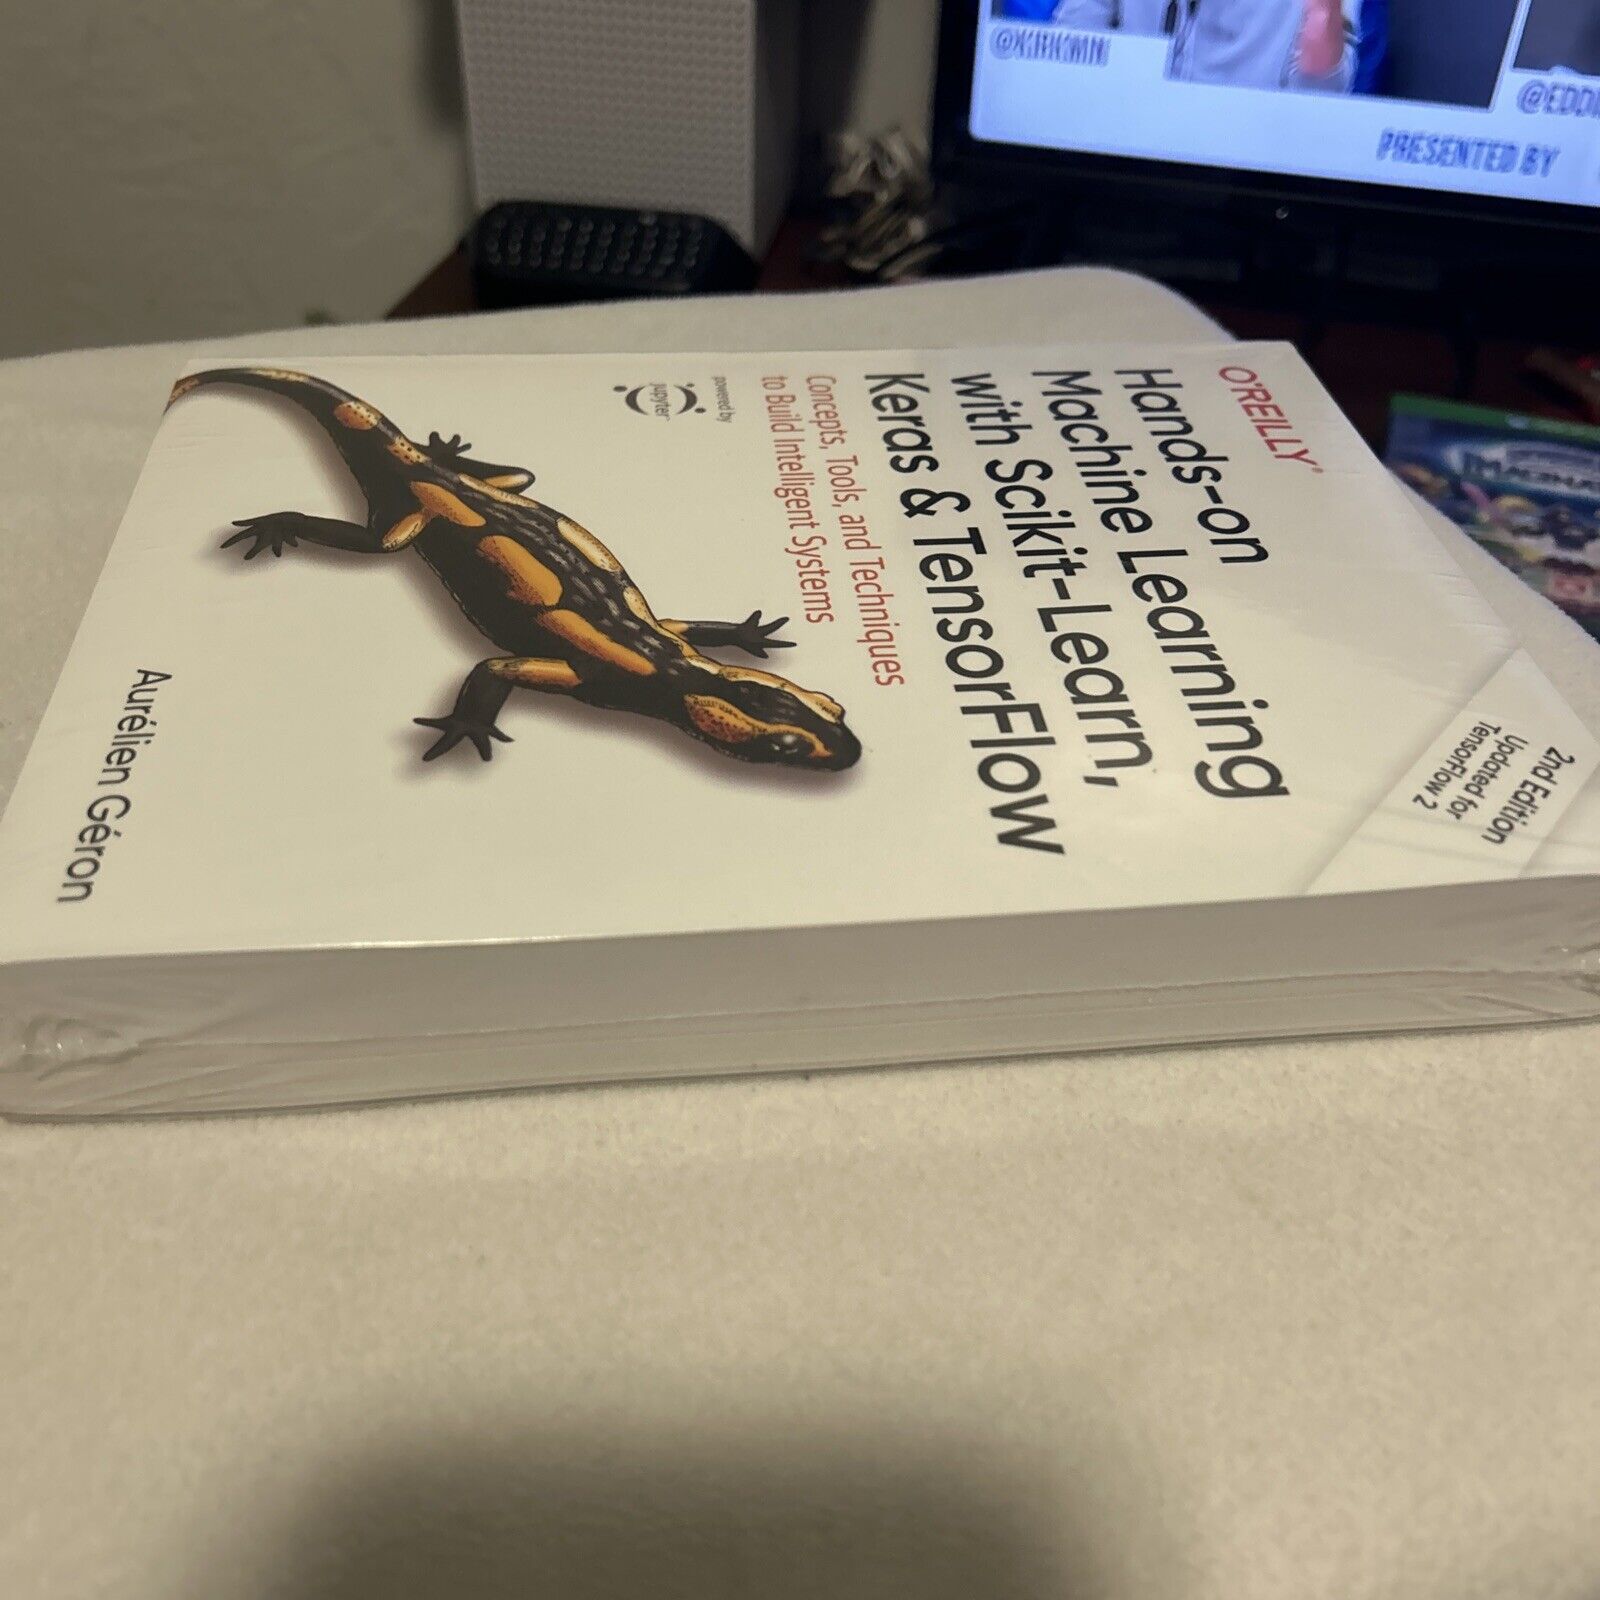 O'REILLY®
Hands-on
Machine Learning
with Scikit-Learn,
Keras & TensorFlow
Concepts, Tools, and Techniques
to Build Intelligent Systems
powered by
jupyter
2nd Edition
Updated for
TensorFlow 2
Aurélien Géron
PRESENTED BY